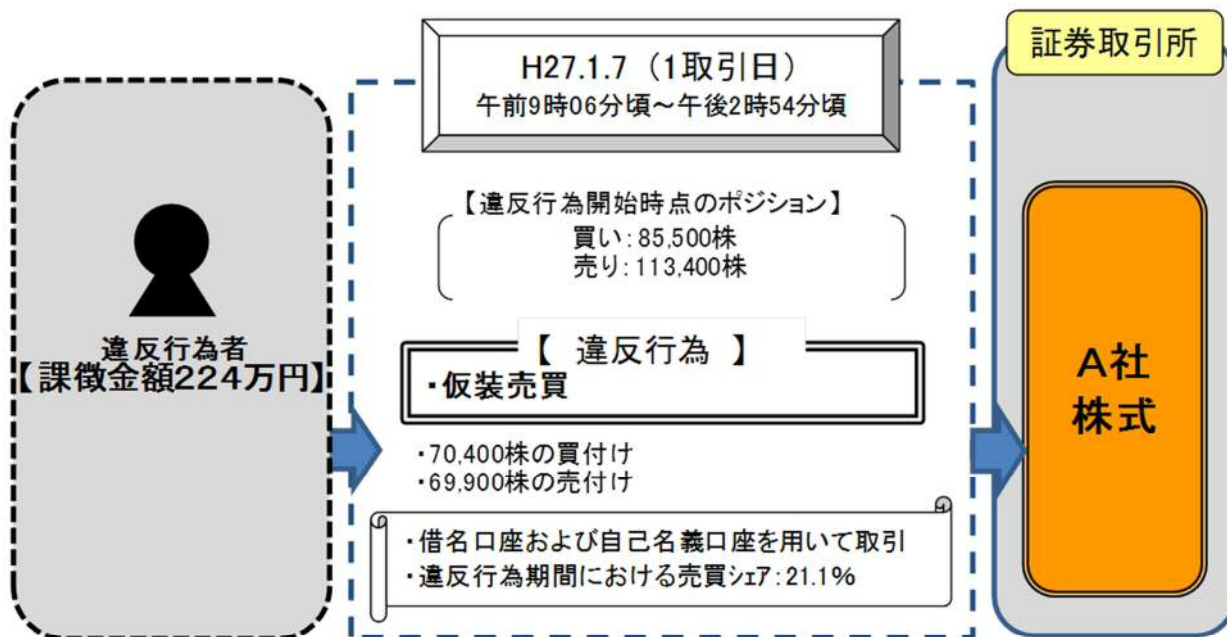 証券取引所
H27.1.7（1取引日）
午前9時06分頃～午後2時54分頃
【違反行為開始時点のポジション】
買い：85,500株
売り：113,400株
違反行為者
【課徴金額224万円】
【 違反行為 】
・仮装売買
・70,400株の買付け
・69,900株の売付け
・借名口座および自己名義口座を用いて取引
・違反行為期間における売買シェア：21.1%
A社
株式